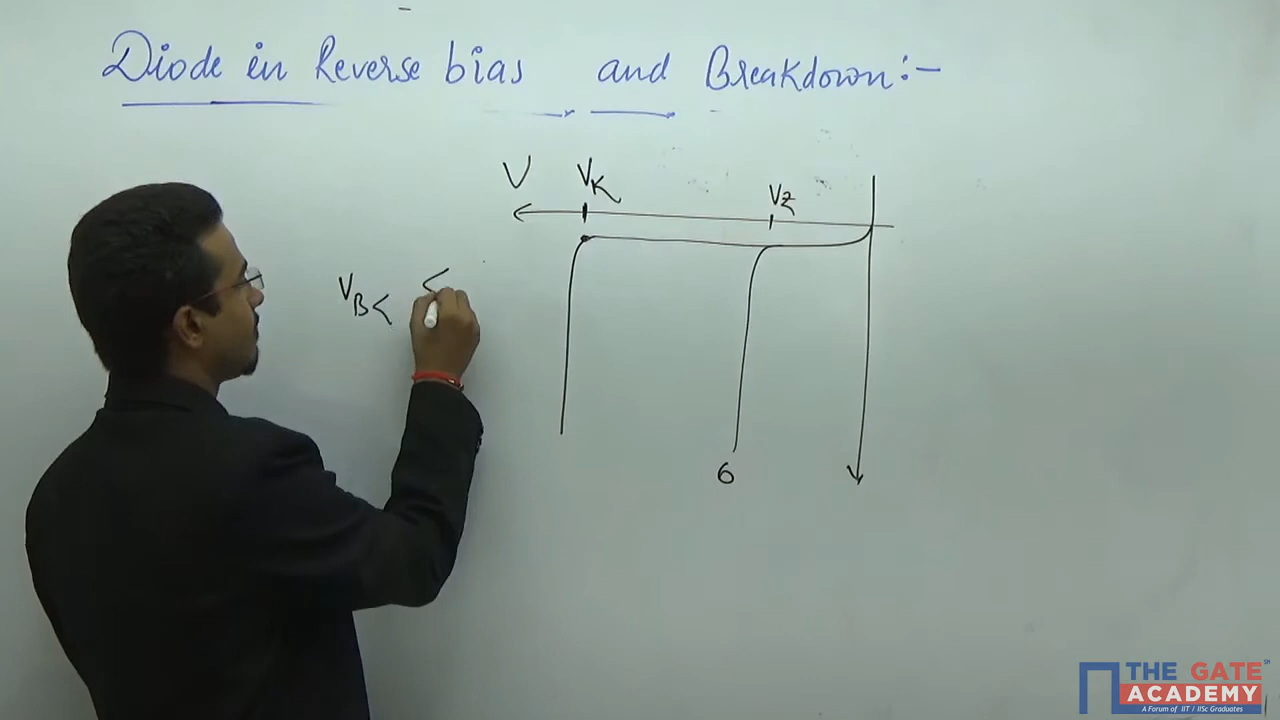 Diode in Reverse bias and Breakdown:-
V
VK
VZ
VB < <
6
THE GATE
ACADEMY
A Forum of IIT / IISc Graduates